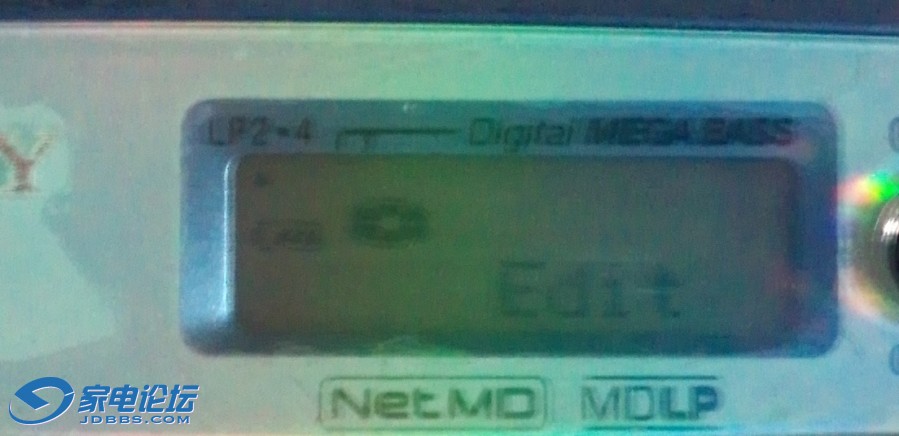 LP2•4 Digital MEGA BASS
Y
Edit
NetMD MDLP
家电论坛
JDBBS.COM